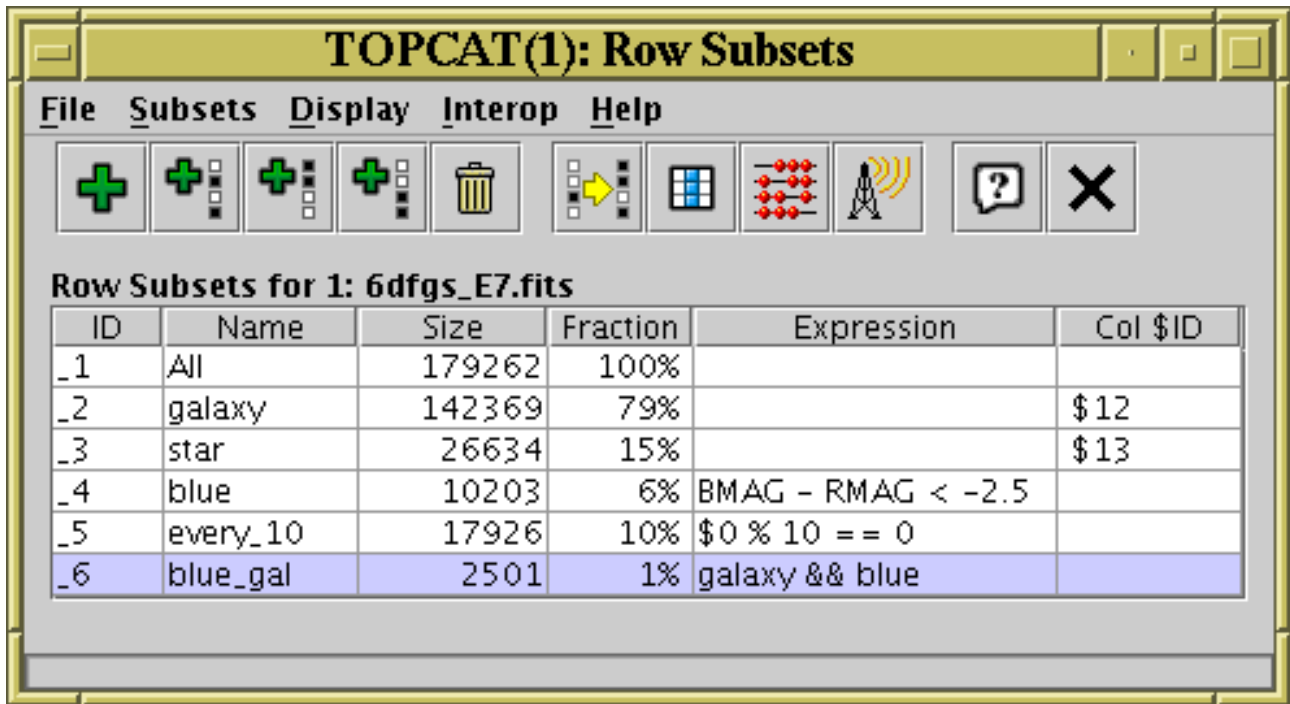 TOPCAT(1): Row Subsets
File Subsets Display Interop Help
Row Subsets for 1: 6dfgs_E7.fits
ID Name Size Fraction Expression Col $ID
_1 All 179262 100%
_2 galaxy 142369 79% $12
_3 star 26634 15% $13
_4 blue 10203 6% BMAG - RMAG < -2.5
_5 every_10 17926 10% $0 % 10 == 0
_6 blue_gal 2501 1% galaxy && blue